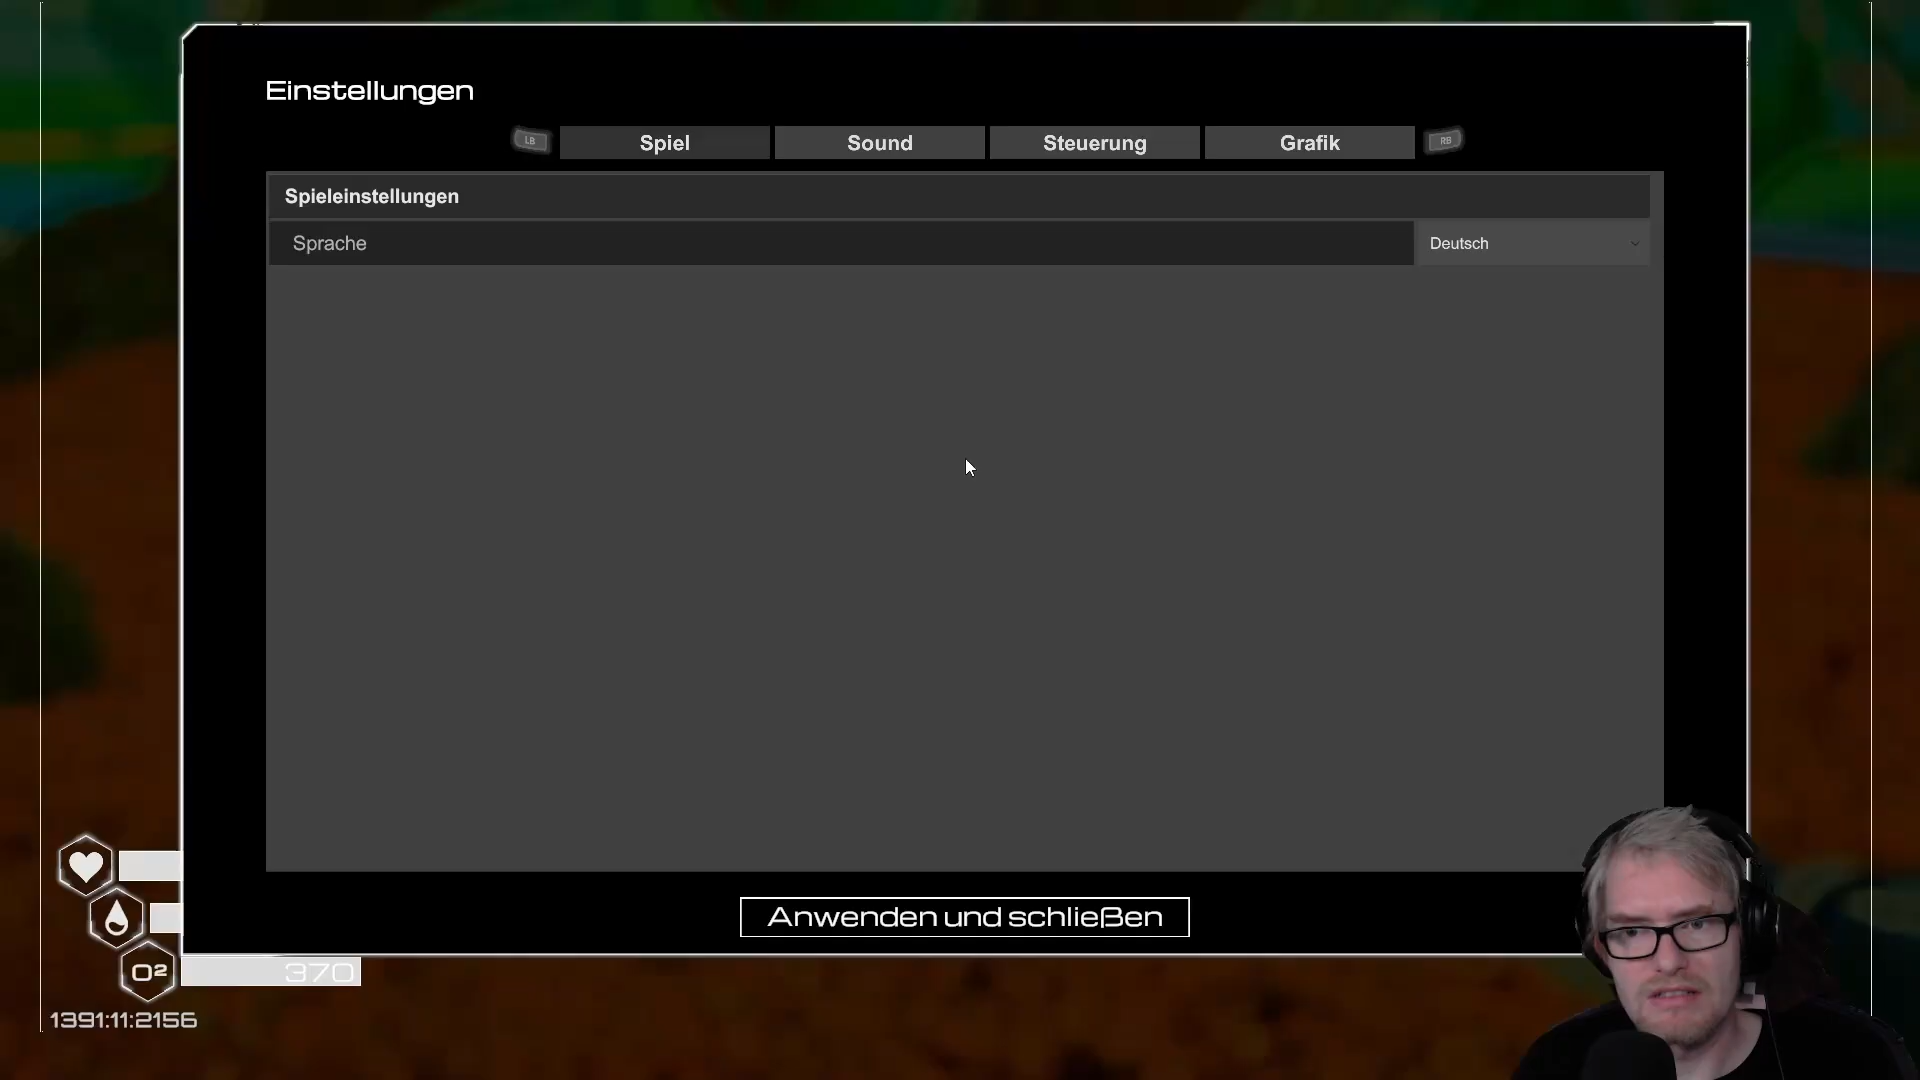 Einstellungen
LB Spiel Sound Steuerung Grafik RB
Spieleinstellungen
Sprache Deutsch
Anwenden und schließen
O²
370
1391:11:2156